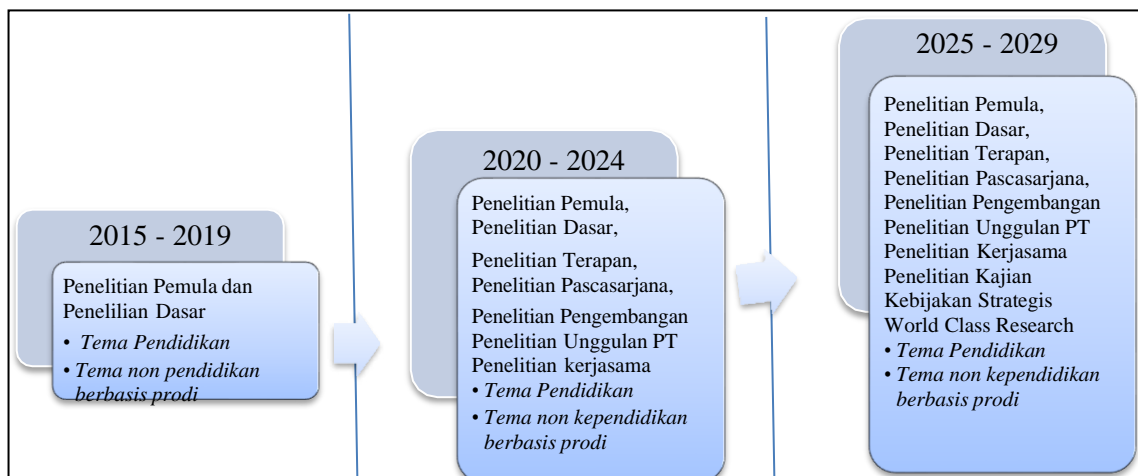 2015 - 2019
Penelitian Pemula dan
Penelilian Dasar
• Tema Pendidikan
• Tema non pendidikan
berbasis prodi
2020 - 2024
Penelitian Pemula,
Penelitian Dasar,
Penelitian Terapan,
Penelitian Pascasarjana,
Penelitian Pengembangan
Penelitian Unggulan PT
Penelitian kerjasama
• Tema Pendidikan
• Tema non kependidikan
berbasis prodi
2025 - 2029
Penelitian Pemula,
Penelitian Dasar,
Penelitian Terapan,
Penelitian Pascasarjana,
Penelitian Pengembangan
Penelitian Unggulan PT
Penelitian Kerjasama
Penelitian Kajian
Kebijakan Strategis
World Class Research
• Tema Pendidikan
• Tema non kependidikan
berbasis prodi